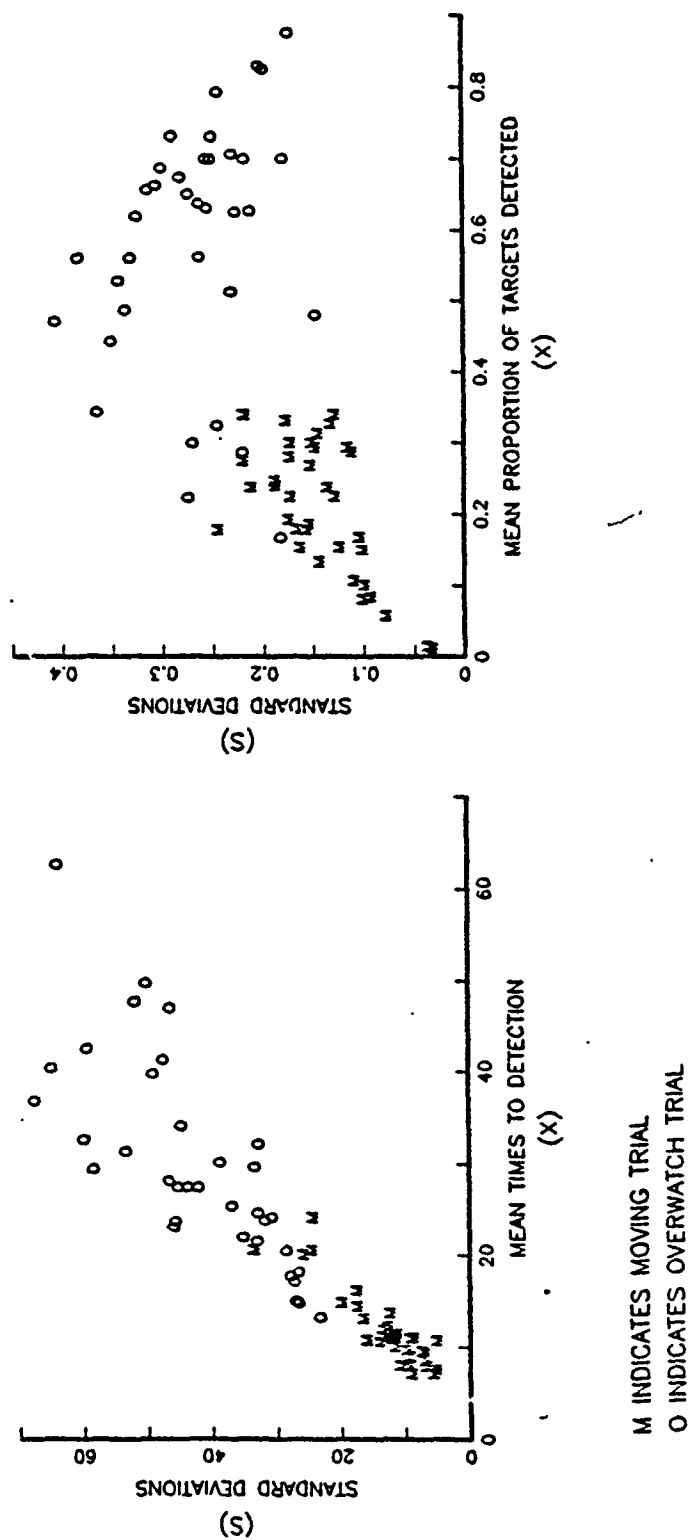 (S)
STANDARD DEVIATIONS
60
40
20
0 20 40 60
MEAN TIMES TO DETECTION
(X)
(S)
STANDARD DEVIATIONS
0.4
0.3
0.2
0.1
0
0 0.2 0.4 0.6 0.8
MEAN PROPORTION OF TARGETS DETECTED
(X)
M INDICATES MOVING TRIAL
O INDICATES OVERWATCH TRIAL